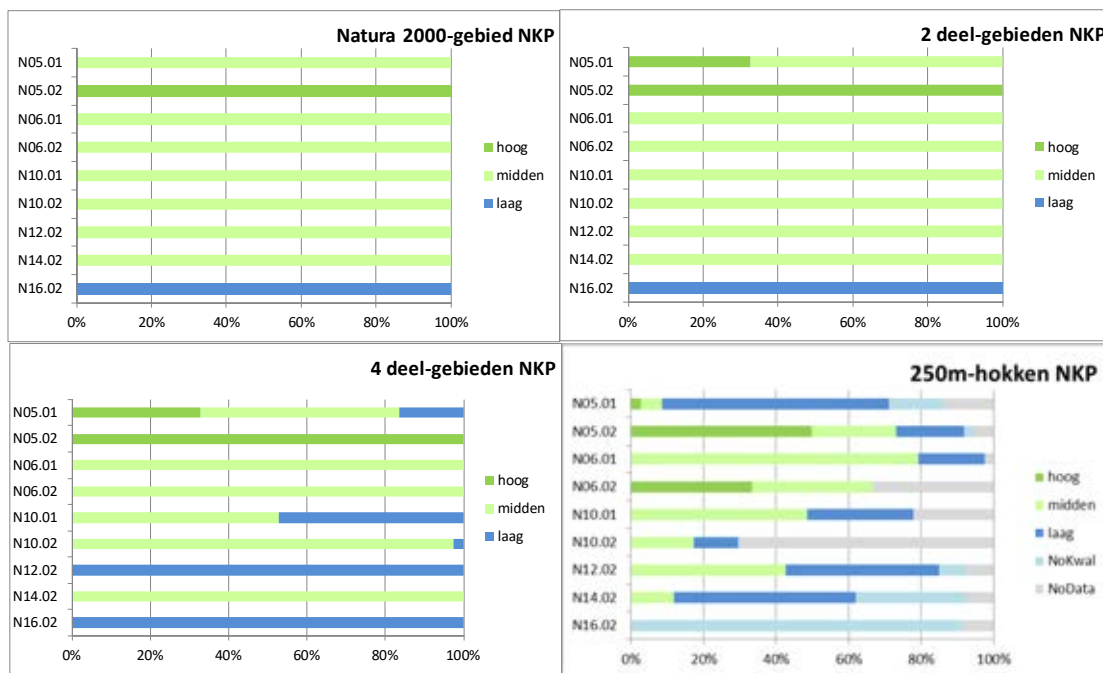 Natura 2000-gebied NKP
N05.01
N05.02
N06.01
N06.02
N10.01
N10.02
N12.02
N14.02
N16.02
0% 20% 40% 60% 80% 100%
hoog
midden
laag
2 deel-gebieden NKP
N05.01
N05.02
N06.01
N06.02
N10.01
N10.02
N12.02
N14.02
N16.02
0% 20% 40% 60% 80% 100%
hoog
midden
laag
4 deel-gebieden NKP
N05.01
N05.02
N06.01
N06.02
N10.01
N10.02
N12.02
N14.02
N16.02
0% 20% 40% 60% 80% 100%
hoog
midden
laag
250m-hokken NKP
N05.01
N05.02
N06.01
N06.02
N10.01
N10.02
N12.02
N14.02
N16.02
0% 20% 40% 60% 80% 100%
hoog
midden
laag
NoKwal
NoData